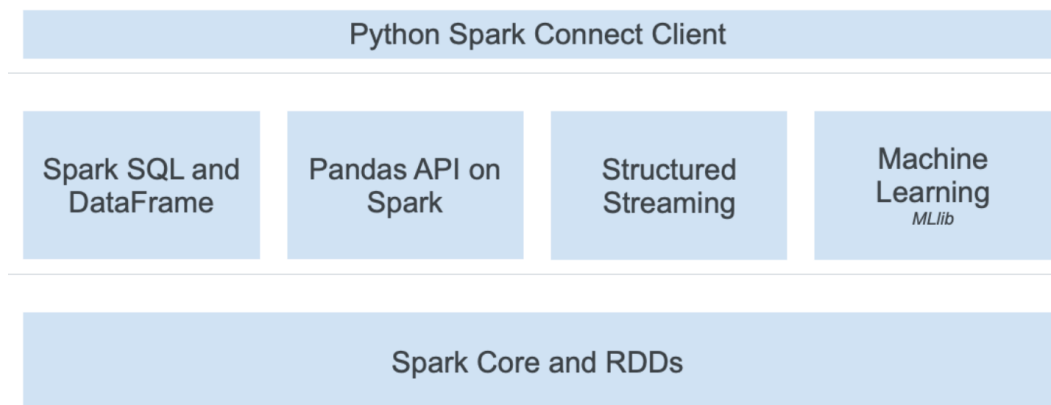 Python Spark Connect Client
Spark SQL and
DataFrame
Pandas API on
Spark
Structured
Streaming
Machine
Learning
MLlib
Spark Core and RDDs